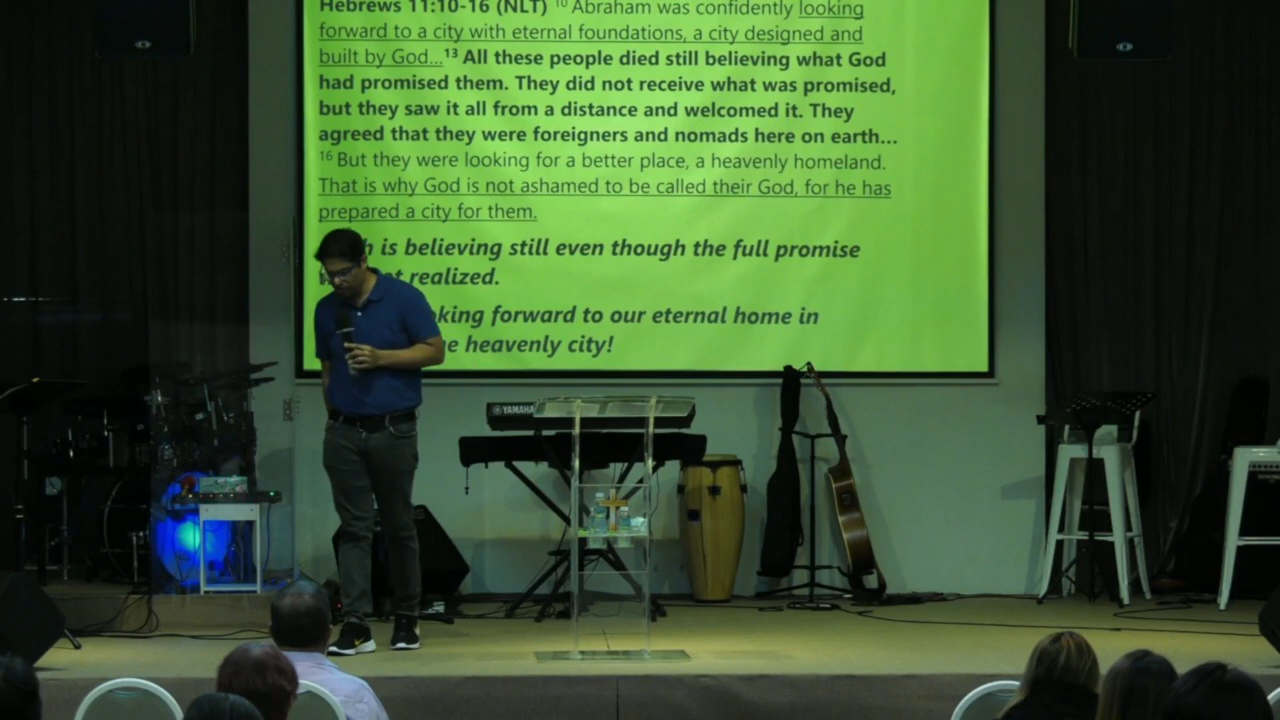 Hebrews 11:10-16 (NLT) 10 Abraham was confidently looking
forward to a city with eternal foundations, a city designed and
built by God...13 All these people died still believing what God
had promised them. They did not receive what was promised,
but they saw it all from a distance and welcomed it. They
agreed that they were foreigners and nomads here on earth...
16 But they were looking for a better place, a heavenly homeland.
That is why God is not ashamed to be called their God, for he has
prepared a city for them.
is believing still even though the full promise
realized.
forward to our eternal home in
heavenly city!
YAMAHA